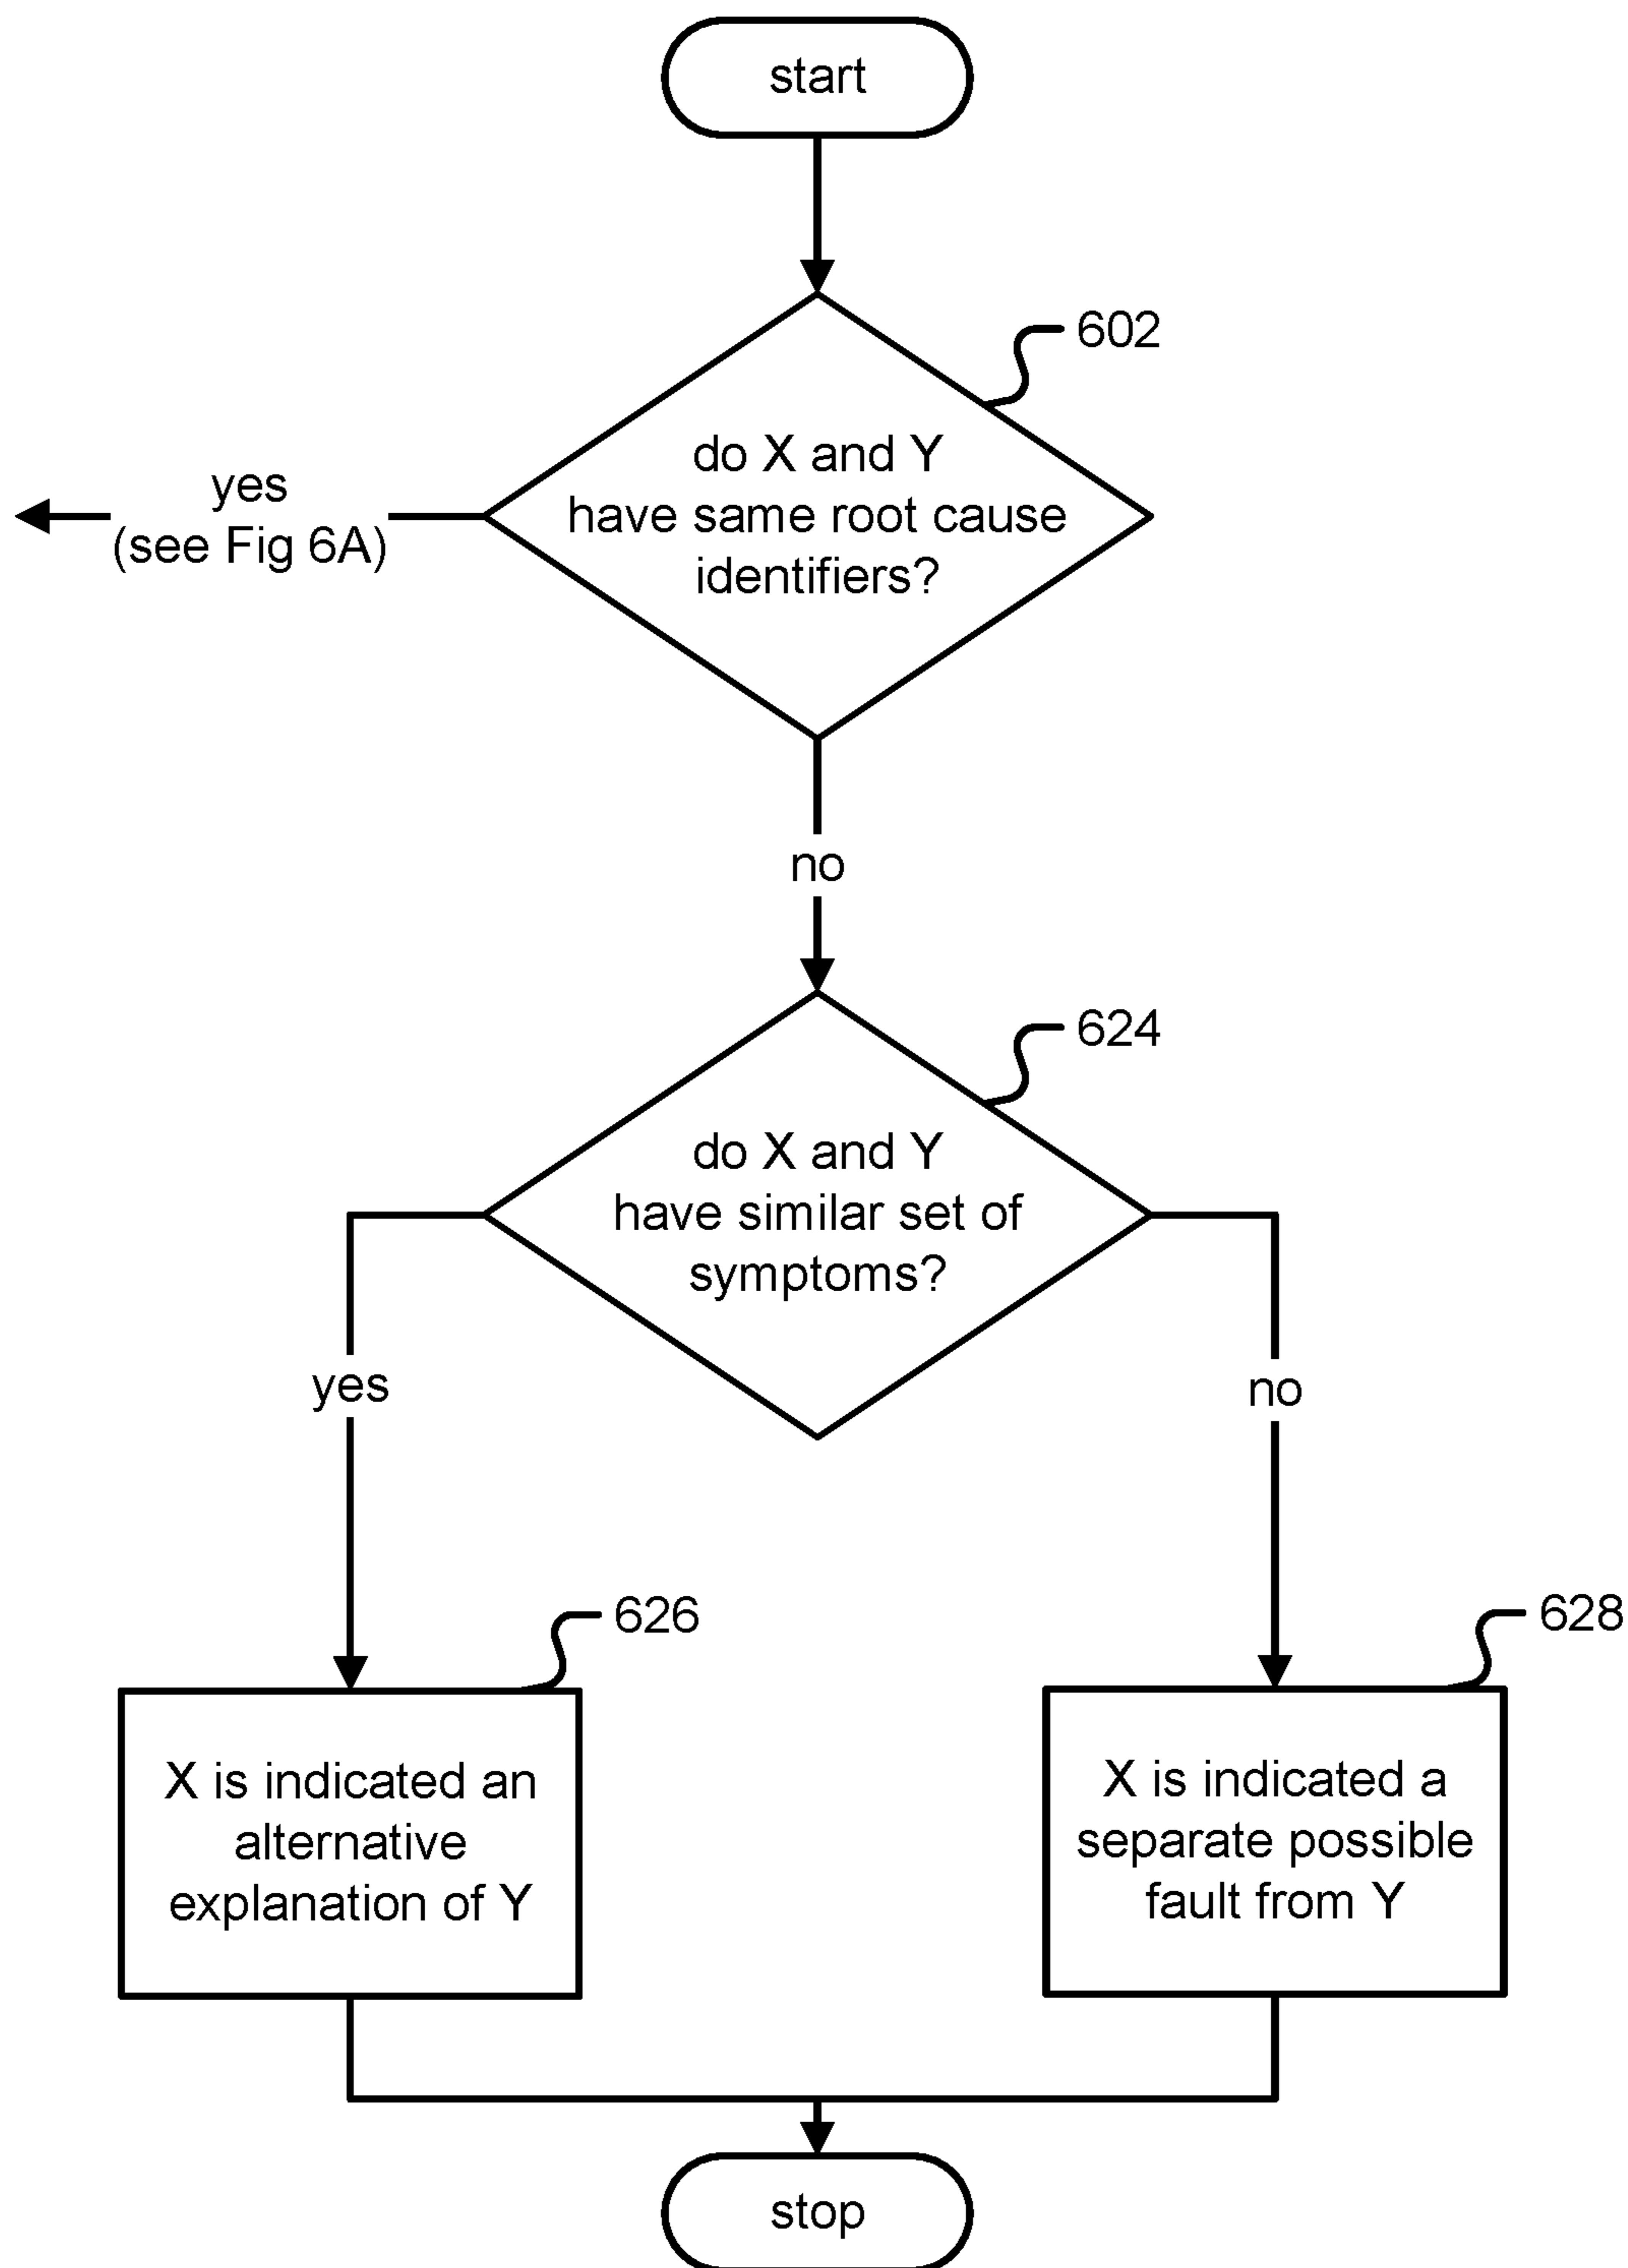 start
602
do X and Y
have same root cause
identifiers?
yes
(see Fig 6A)
no
624
do X and Y
have similar set of
symptoms?
yes
no
626
628
X is indicated an
alternative
explanation of Y
X is indicated a
separate possible
fault from Y
stop